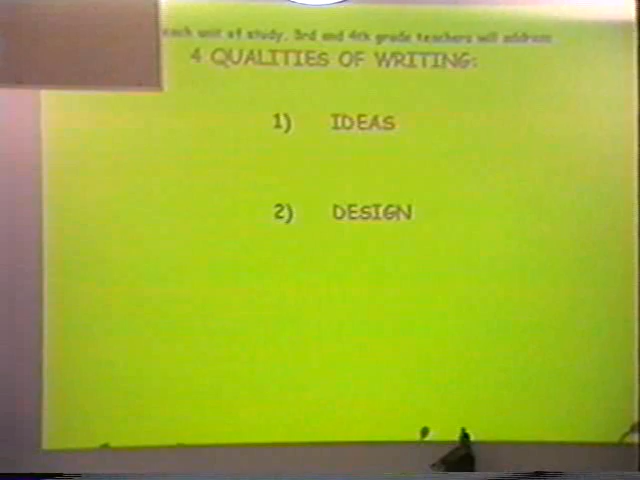 each unit of study, 3rd and 4th grade teachers will address
4 QUALITIES OF WRITING:
1) IDEAS
2) DESIGN